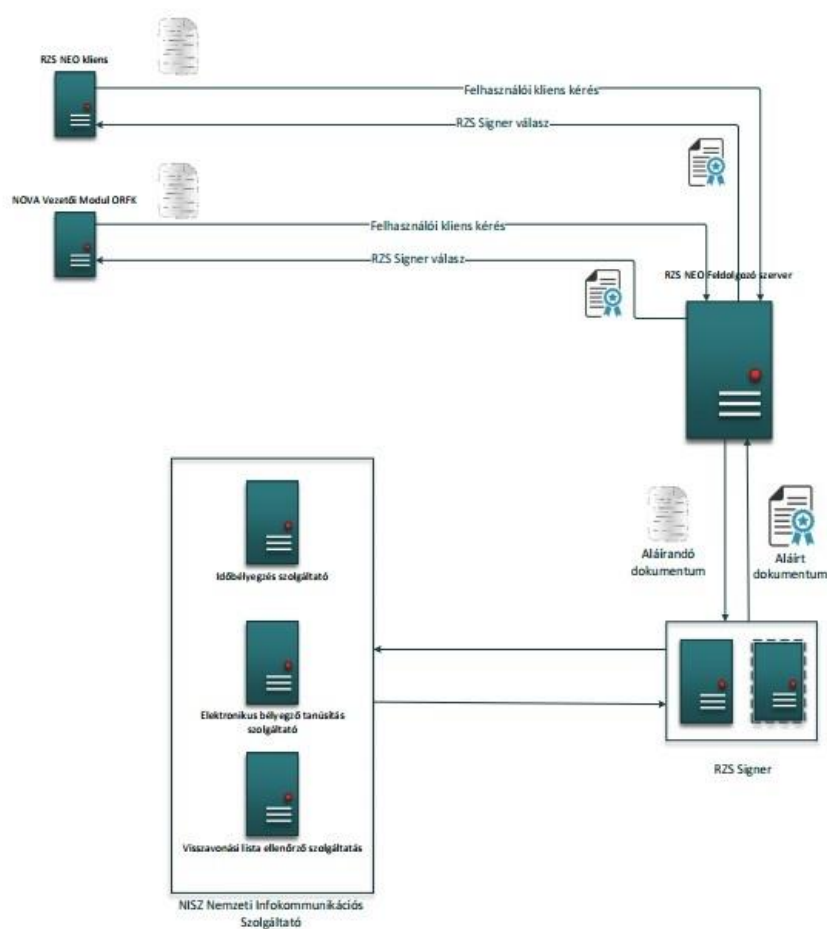 RZS NEO kliens
Felhasználói kliens kérés
RZS Signer válasz
NOVA Vezetői Modul ORFK
Felhasználói kliens kérés
RZS Signer válasz
RZS NEO Feldolgozó szerver
Aláírandó
dokumentum
Aláírt
dokumentum
Időbélyegzés szolgáltató
Elektronikus bélyegző tanúsítás
szolgáltató
Visszavonási lista ellenőrző szolgáltatás
RZS Signer
NISZ Nemzeti Infokommunikációs
Szolgáltató